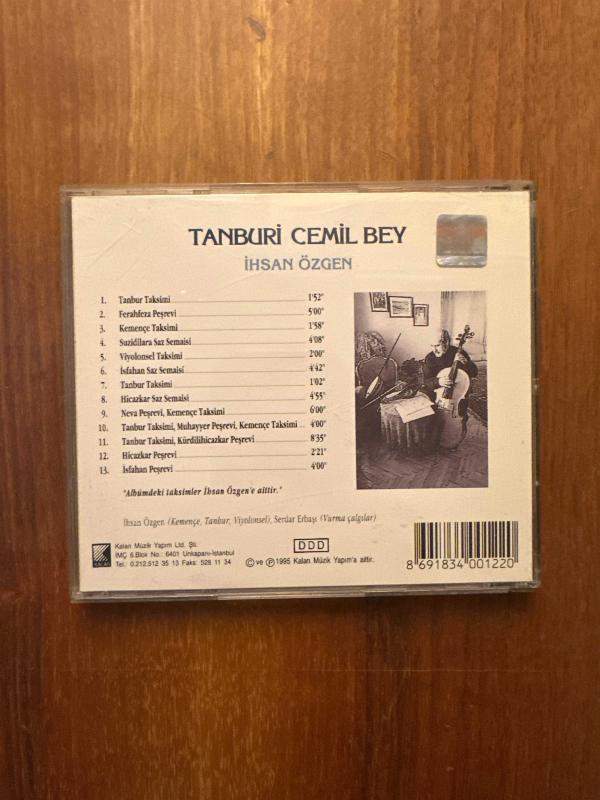 TANBURİ CEMİL BEY
İHSAN ÖZGEN
1. Tanbur Taksimi 1'52"
2. Ferahfeza Peşrevi 5'00"
3. Kemençe Taksimi 1'58"
4. Suzidilara Saz Semaisi 4'08"
5. Viyolonsel Taksimi 2'00"
6. İsfahan Saz Semaisi 4'42"
7. Tanbur Taksimi 1'02"
8. Hicazkar Saz Semaisi 4'55"
9. Neva Peşrevi, Kemençe Taksimi 6'00"
10. Tanbur Taksimi, Muhayyer Peşrevi, Kemençe Taksimi .. 4'00"
11. Tanbur Taksimi, Kürdilihicazkar Peşrevi 8'35"
12. Hicazkar Peşrevi 2'21"
13. İsfahan Peşrevi 4'00"
"Albümdeki taksimler İhsan Özgen'e aittir."
İhsan Özgen (Kemençe, Tanbur, Viyolonsel), Serdar Erbaşı (Vurma çalgılar)
KALAN
Kalan Müzik Yapım Ltd. Şti.
İMÇ 6.Blok No.: 6401 Unkapanı-İstanbul
Tel.: 0.212.512 35 13 Faks: 528 11 34
DDD
© ve ℗ 1995 Kalan Müzik Yapım'a aittir.
8 691834 001220